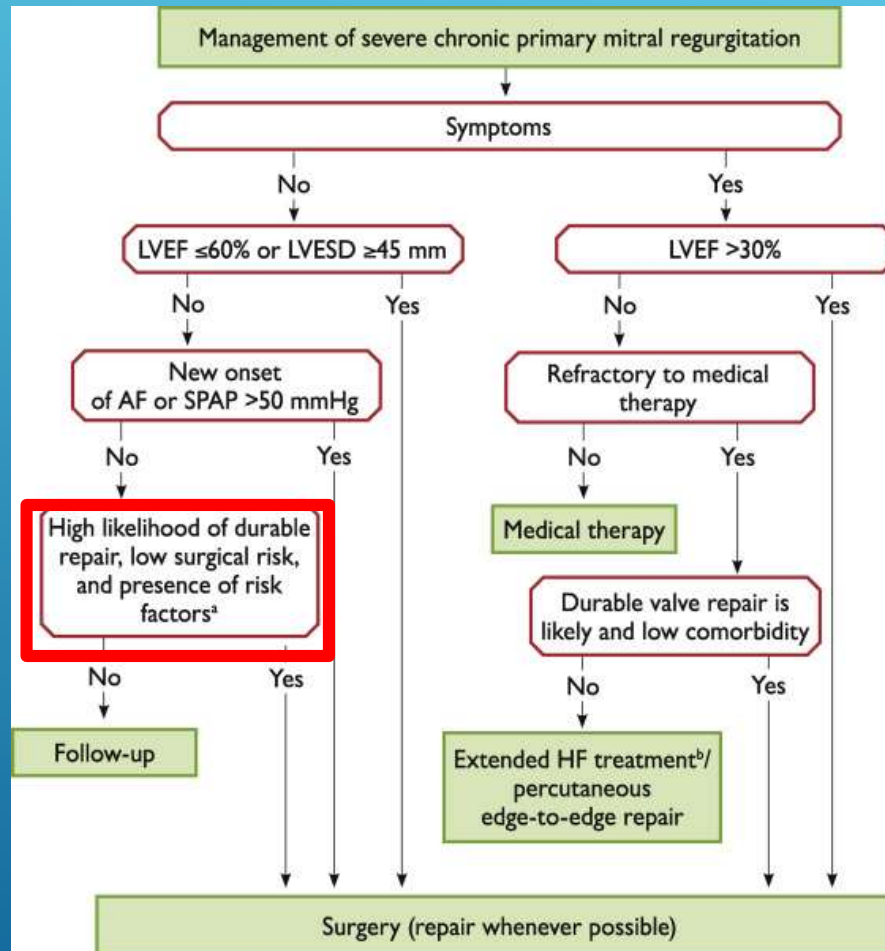 Management of severe chronic primary mitral regurgitation
Symptoms
No
Yes
LVEF ≤60% or LVESD ≥45 mm
LVEF >30%
No
Yes
No
Yes
New onset
of AF or SPAP >50 mmHg
Refractory to medical
therapy
No
Yes
No
Yes
High likelihood of durable
repair, low surgical risk,
and presence of risk
factorsᵃ
Medical therapy
Durable valve repair is
likely and low comorbidity
No
Yes
No
Yes
Follow-up
Extended HF treatmentᵇ/
percutaneous
edge-to-edge repair
Surgery (repair whenever possible)